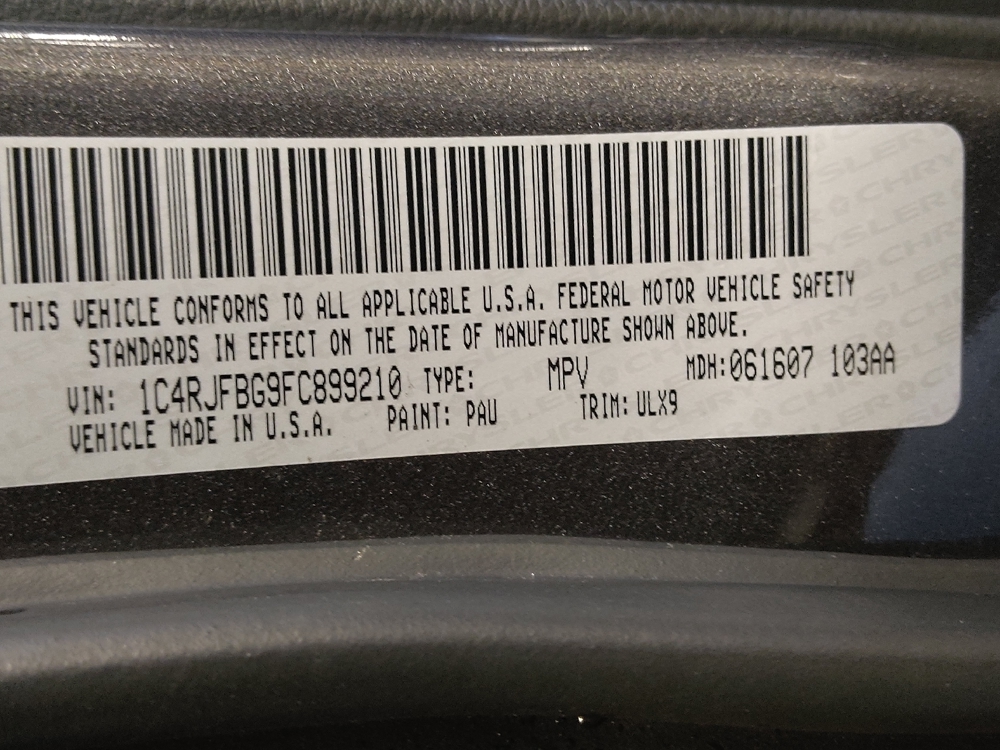 THIS VEHICLE CONFORMS TO ALL APPLICABLE U.S.A. FEDERAL MOTOR VEHICLE SAFETY
STANDARDS IN EFFECT ON THE DATE OF MANUFACTURE SHOWN ABOVE.
VIN: 1C4RJFBG9FC899210 TYPE: MPV MDH:061607 103AA
VEHICLE MADE IN U.S.A. PAINT: PAU TRIM: ULX9